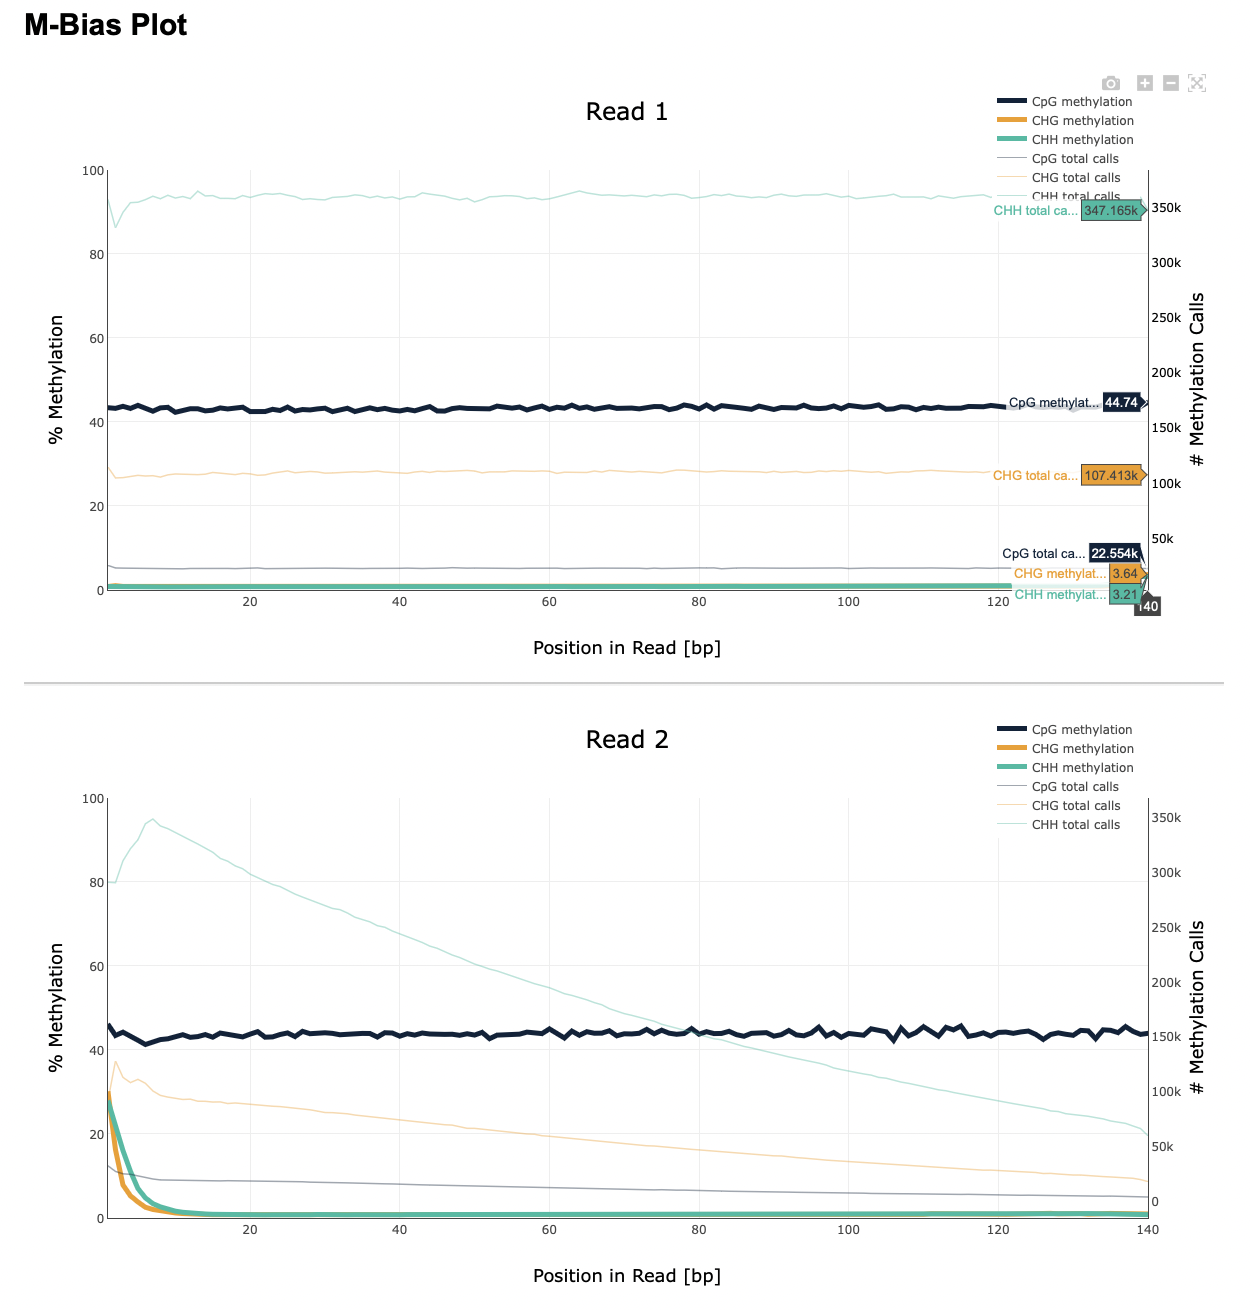 M-Bias Plot
Read 1
CpG methylation
CHG methylation
CHH methylation
CpG total calls
CHG total calls
CHH total calls
100
80
60
40
20
0
% Methylation
350k
300k
250k
200k
150k
100k
50k
# Methylation Calls
CHH total ca... 347.165k
CpG methylat... 44.74
CHG total ca... 107.413k
CpG total ca... 22.554k
CHG methylat... 3.64
CHH methylat... 3.21
20 40 60 80 100 120 140
Position in Read [bp]
Read 2
CpG methylation
CHG methylation
CHH methylation
CpG total calls
CHG total calls
CHH total calls
100
80
60
40
20
0
% Methylation
350k
300k
250k
200k
150k
100k
50k
0
# Methylation Calls
20 40 60 80 100 120 140
Position in Read [bp]